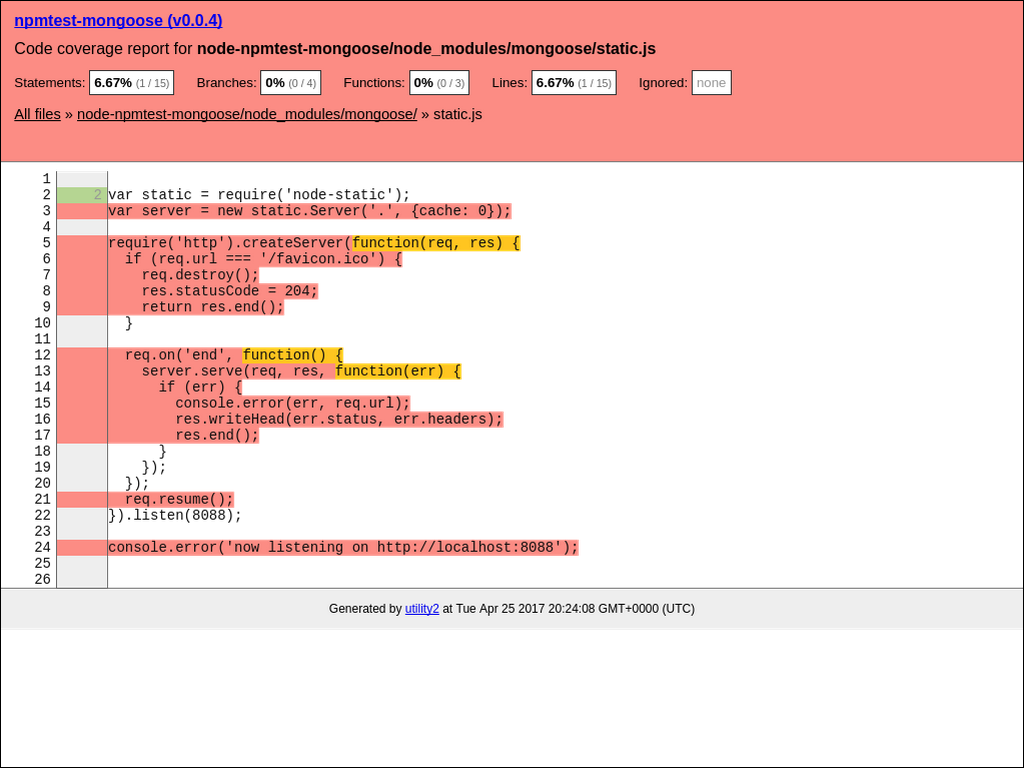 npmtest-mongoose (v0.0.4)
Code coverage report for node-npmtest-mongoose/node_modules/mongoose/static.js
Statements: 6.67% (1 / 15) Branches: 0% (0 / 4) Functions: 0% (0 / 3) Lines: 6.67% (1 / 15) Ignored: none
All files » node-npmtest-mongoose/node_modules/mongoose/ » static.js
1
2 2 var static = require('node-static');
3 var server = new static.Server('.', {cache: 0});
4
5 require('http').createServer(function(req, res) {
6   if (req.url === '/favicon.ico') {
7     req.destroy();
8     res.statusCode = 204;
9     return res.end();
10   }
11
12   req.on('end', function() {
13     server.serve(req, res, function(err) {
14       if (err) {
15         console.error(err, req.url);
16         res.writeHead(err.status, err.headers);
17         res.end();
18       }
19     });
20   });
21   req.resume();
22 }).listen(8088);
23
24 console.error('now listening on http://localhost:8088');
25
26
Generated by utility2 at Tue Apr 25 2017 20:24:08 GMT+0000 (UTC)